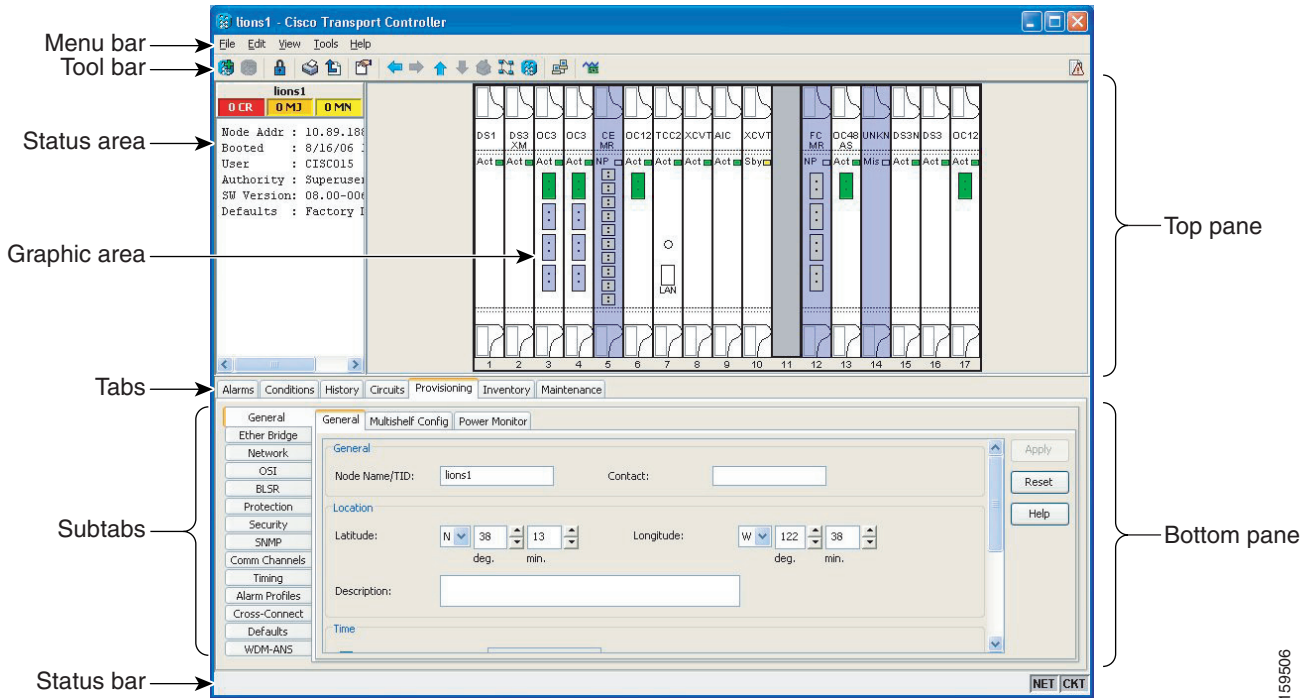 lions1 - Cisco Transport Controller
Menu bar
File Edit View Tools Help
Tool bar
lions1
0 CR 0 MJ 0 MN
Status area
Node Addr : 10.89.188
Booted : 8/16/06
User : CISCO15
Authority : Superuser
SW Version: 08.00-006
Defaults : Factory
DS1 DS3 XM OC3 OC3 CE MR OC12 TCC2 XCVT AIC XCVT FC MR OC48 AS UNKN DS3N DS3 OC12
Act Act Act Act NP Act Act Act Act Sby NP Act Mis Act Act Act
LAN
Graphic area
Top pane
1 2 3 4 5 6 7 8 9 10 11 12 13 14 15 16 17
Tabs
Alarms Conditions History Circuits Provisioning Inventory Maintenance
Subtabs
General
Ether Bridge
Network
OSI
BLSR
Protection
Security
SNMP
Comm Channels
Timing
Alarm Profiles
Cross-Connect
Defaults
WDM-ANS
General Multishelf Config Power Monitor
General
Node Name/TID: lions1 Contact:
Location
Latitude: N 38 13 Longitude: W 122 38
deg. min. deg. min.
Description:
Time
Apply
Reset
Help
Bottom pane
Status bar
NET CKT
159506